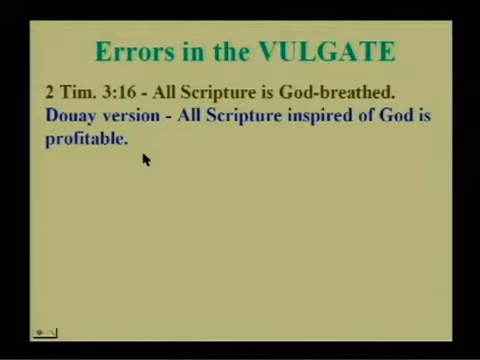 Errors in the VULGATE
2 Tim. 3:16 - All Scripture is God-breathed.
Douay version - All Scripture inspired of God is
profitable.